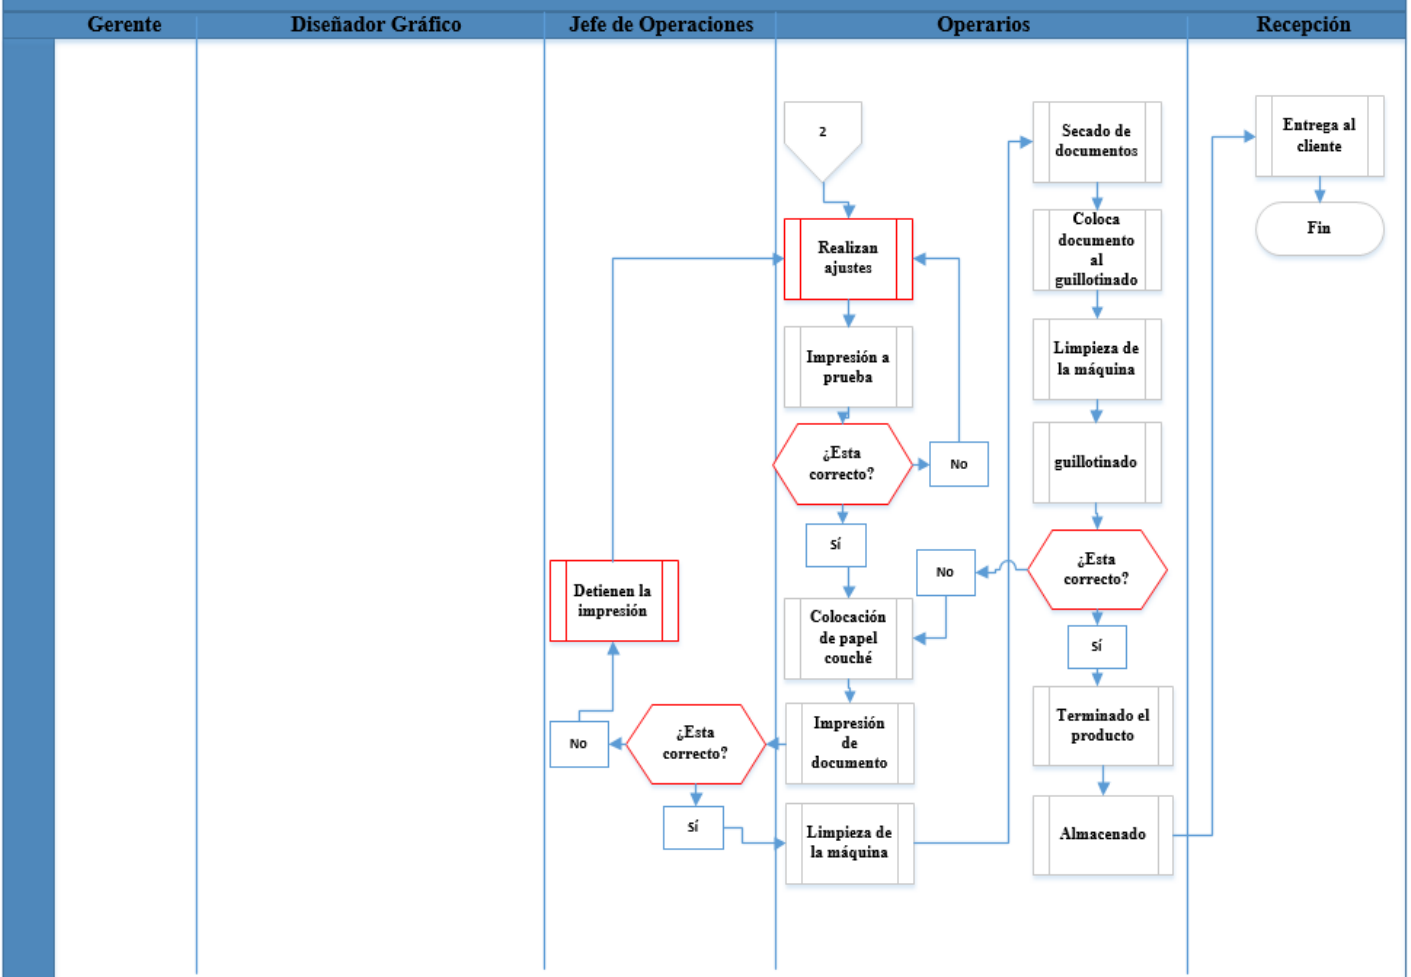 Gerente
Diseñador Gráfico
Jefe de Operaciones
Operarios
Recepción
2
Realizan
ajustes
Impresión a
prueba
¿Esta
correcto?
No
Sí
Colocación
de papel
couché
Impresión
de
documento
¿Esta
correcto?
No
Detienen la
impresión
Sí
Limpieza de
la máquina
Secado de
documentos
Coloca
documento
al
guillotinado
Limpieza de
la máquina
guillotinado
¿Esta
correcto?
No
Sí
Terminado el
producto
Almacenado
Entrega al
cliente
Fin